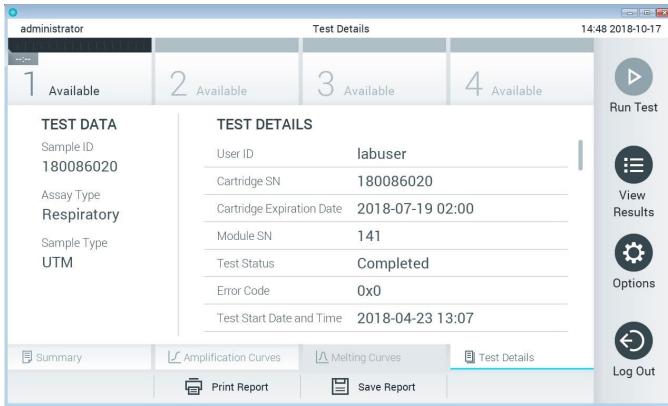 administrator Test Details 14:48 2018-10-17
--:--
1 Available 2 Available 3 Available 4 Available
Run Test
TEST DATA
Sample ID
180086020
Assay Type
Respiratory
Sample Type
UTM
TEST DETAILS
User ID labuser
Cartridge SN 180086020
Cartridge Expiration Date 2018-07-19 02:00
Module SN 141
Test Status Completed
Error Code 0x0
Test Start Date and Time 2018-04-23 13:07
View
Results
Options
Log Out
Summary Amplification Curves Melting Curves Test Details
Print Report Save Report